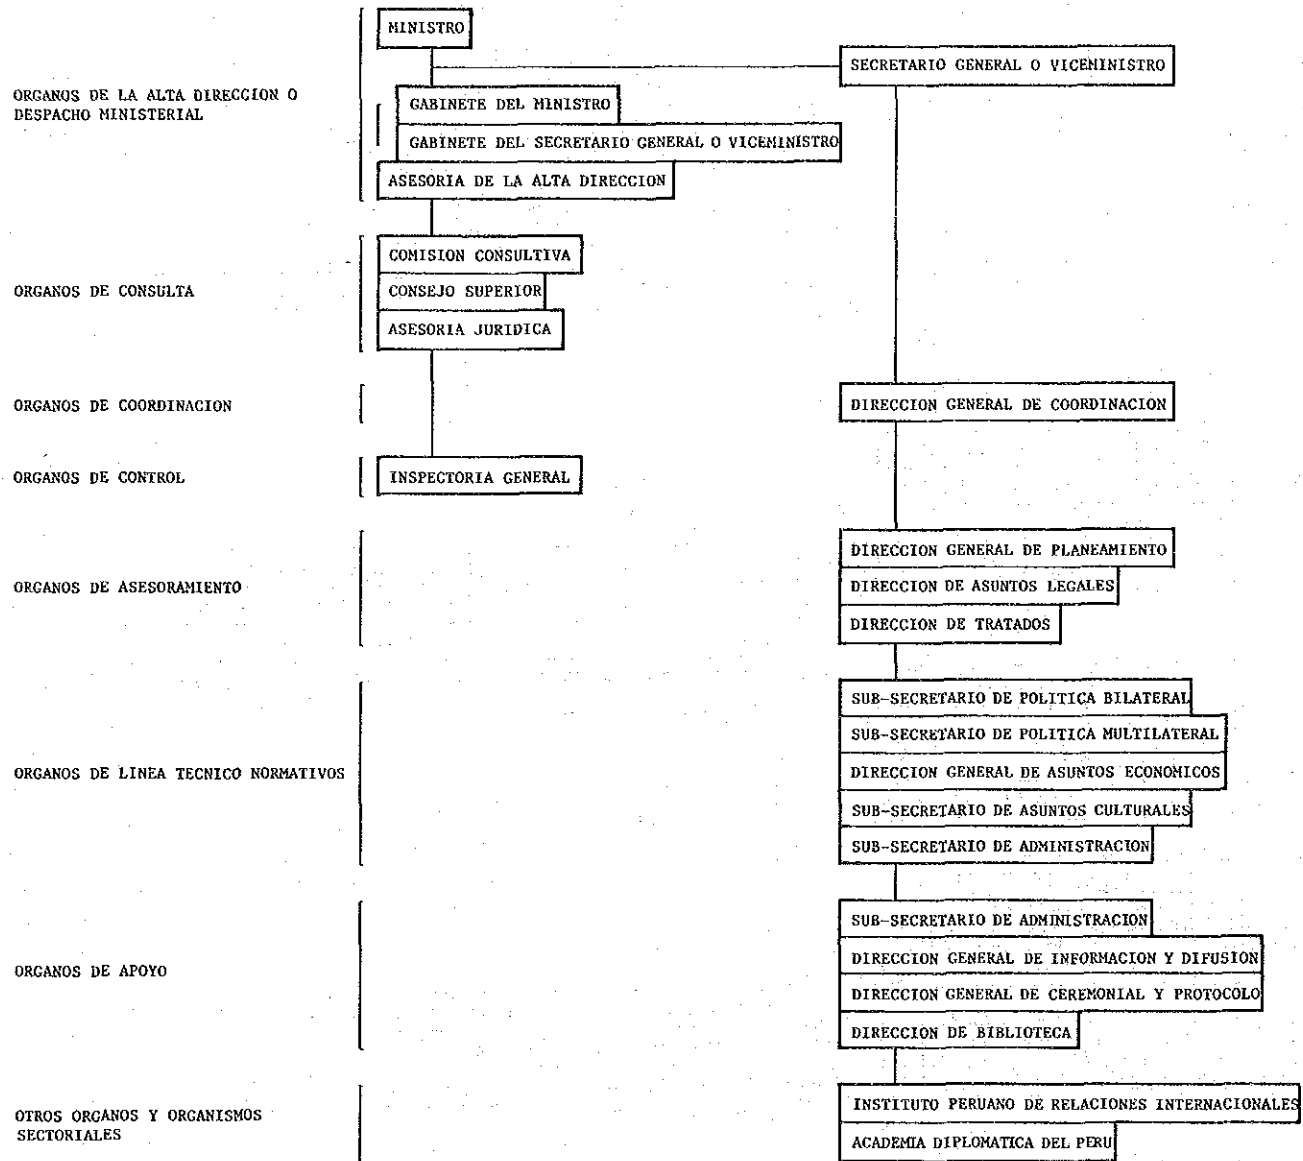 MINISTRO
SECRETARIO GENERAL O VICEMINISTRO
ORGANOS DE LA ALTA DIRECCION O
DESPACHO MINISTERIAL
GABINETE DEL MINISTRO
GABINETE DEL SECRETARIO GENERAL O VICEMINISTRO
ASESORIA DE LA ALTA DIRECCION
ORGANOS DE CONSULTA
COMISION CONSULTIVA
CONSEJO SUPERIOR
ASESORIA JURIDICA
ORGANOS DE COORDINACION
DIRECCION GENERAL DE COORDINACION
ORGANOS DE CONTROL
INSPECTORIA GENERAL
ORGANOS DE ASESORAMIENTO
DIRECCION GENERAL DE PLANEAMIENTO
DIRECCION DE ASUNTOS LEGALES
DIRECCION DE TRATADOS
ORGANOS DE LINEA TECNICO NORMATIVOS
SUB-SECRETARIO DE POLITICA BILATERAL
SUB-SECRETARIO DE POLITICA MULTILATERAL
DIRECCION GENERAL DE ASUNTOS ECONOMICOS
SUB-SECRETARIO DE ASUNTOS CULTURALES
SUB-SECRETARIO DE ADMINISTRACION
ORGANOS DE APOYO
SUB-SECRETARIO DE ADMINISTRACION
DIRECCION GENERAL DE INFORMACION Y DIFUSION
DIRECCION GENERAL DE CEREMONIAL Y PROTOCOLO
DIRECCION DE BIBLIOTECA
OTROS ORGANOS Y ORGANISMOS
SECTORIALES
INSTITUTO PERUANO DE RELACIONES INTERNACIONALES
ACADEMIA DIPLOMATICA DEL PERU